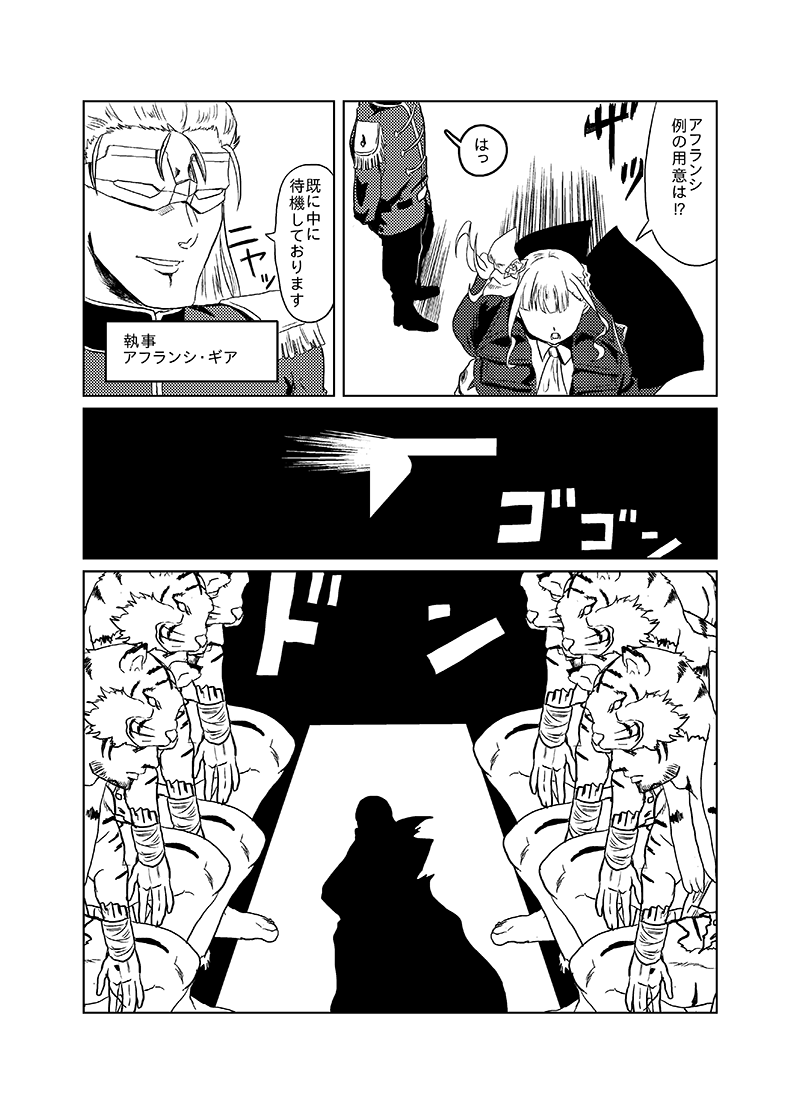 アフランシ
例の用意は!?
ザッ
はっ
既に中に
待機しております
ニヤッ
執事
アフランシ・ギア
ゴゴゴン
ドン